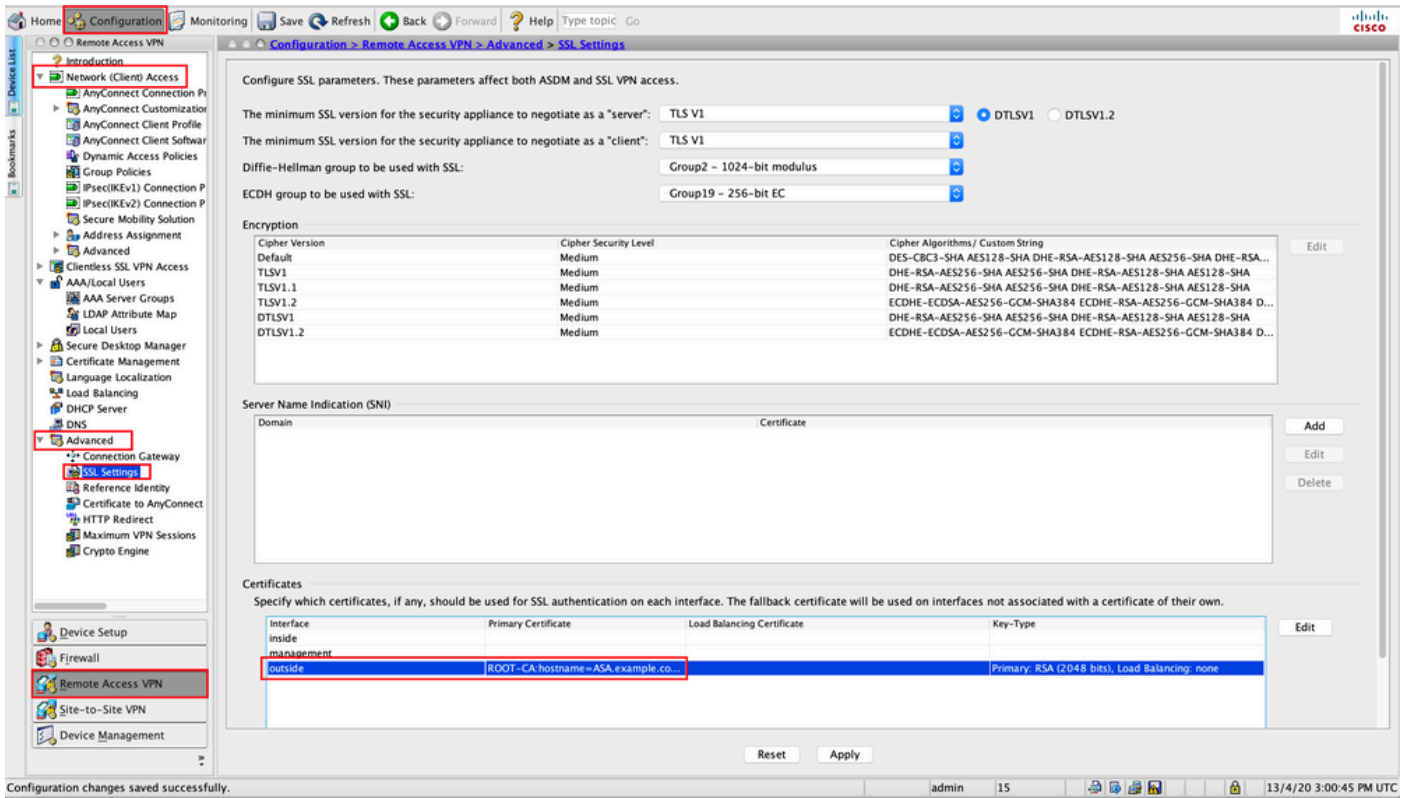 Home Configuration Monitoring Save Refresh Back Forward Help Type topic Go
cisco
Device List
Bookmarks
Remote Access VPN
Introduction
Network (Client) Access
AnyConnect Connection Pr
AnyConnect Customization
AnyConnect Client Profile
AnyConnect Client Softwar
Dynamic Access Policies
Group Policies
IPsec(IKEv1) Connection P
IPsec(IKEv2) Connection P
Secure Mobility Solution
Address Assignment
Advanced
Clientless SSL VPN Access
AAA/Local Users
AAA Server Groups
LDAP Attribute Map
Local Users
Secure Desktop Manager
Certificate Management
Language Localization
Load Balancing
DHCP Server
DNS
Advanced
Connection Gateway
SSL Settings
Reference Identity
Certificate to AnyConnect
HTTP Redirect
Maximum VPN Sessions
Crypto Engine
Device Setup
Firewall
Remote Access VPN
Site-to-Site VPN
Device Management
Configuration > Remote Access VPN > Advanced > SSL Settings
Configure SSL parameters. These parameters affect both ASDM and SSL VPN access.
The minimum SSL version for the security appliance to negotiate as a "server": TLS V1 DTLSV1 DTLSV1.2
The minimum SSL version for the security appliance to negotiate as a "client": TLS V1
Diffie-Hellman group to be used with SSL: Group2 - 1024-bit modulus
ECDH group to be used with SSL: Group19 - 256-bit EC
Encryption
Cipher Version Cipher Security Level Cipher Algorithms/ Custom String
Default Medium DES-CBC3-SHA AES128-SHA DHE-RSA-AES128-SHA AES256-SHA DHE-RSA...
TLSV1 Medium DHE-RSA-AES256-SHA AES256-SHA DHE-RSA-AES128-SHA AES128-SHA
TLSV1.1 Medium DHE-RSA-AES256-SHA AES256-SHA DHE-RSA-AES128-SHA AES128-SHA
TLSV1.2 Medium ECDHE-ECDSA-AES256-GCM-SHA384 ECDHE-RSA-AES256-GCM-SHA384 D...
DTLSV1 Medium DHE-RSA-AES256-SHA AES256-SHA DHE-RSA-AES128-SHA AES128-SHA
DTLSV1.2 Medium ECDHE-ECDSA-AES256-GCM-SHA384 ECDHE-RSA-AES256-GCM-SHA384 D...
Edit
Server Name Indication (SNI)
Domain Certificate
Add
Edit
Delete
Certificates
Specify which certificates, if any, should be used for SSL authentication on each interface. The fallback certificate will be used on interfaces not associated with a certificate of their own.
Interface Primary Certificate Load Balancing Certificate Key-Type
inside
management
outside ROOT-CA:hostname=ASA.example.co... Primary: RSA (2048 bits), Load Balancing: none
Edit
Reset Apply
Configuration changes saved successfully. admin 15 13/4/20 3:00:45 PM UTC